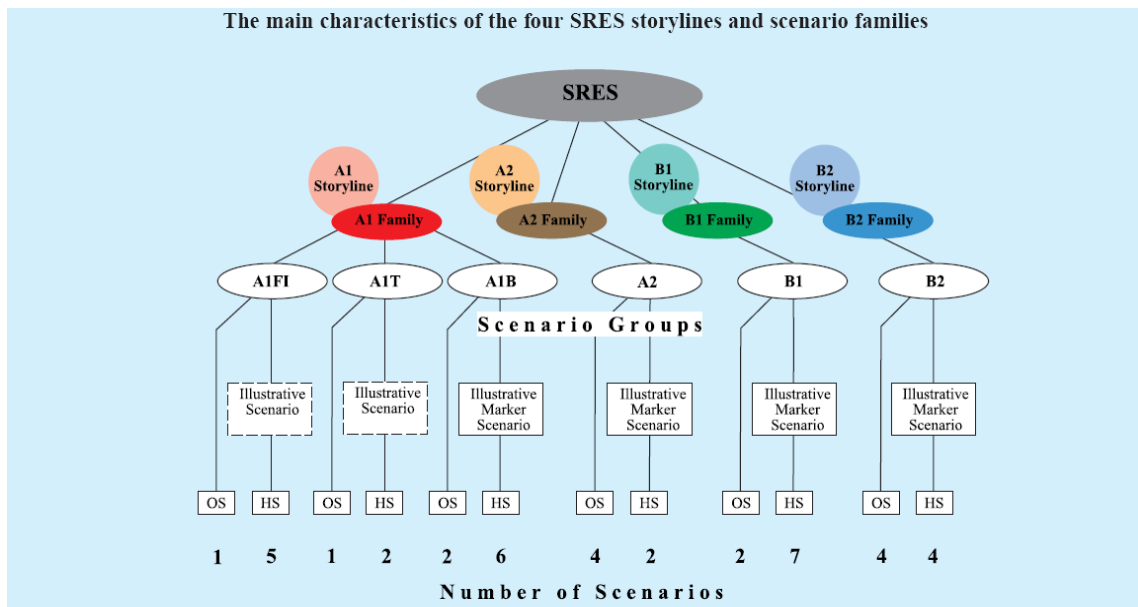 The main characteristics of the four SRES storylines and scenario families
SRES
A1
Storyline
A2
Storyline
B1
Storyline
B2
Storyline
A1 Family
A2 Family
B1 Family
B2 Family
A1FI
A1T
A1B
A2
B1
B2
Scenario Groups
Illustrative
Scenario
Illustrative
Scenario
Illustrative
Marker
Scenario
Illustrative
Marker
Scenario
Illustrative
Marker
Scenario
Illustrative
Marker
Scenario
OS HS OS HS OS HS OS HS OS HS OS HS
1 5 1 2 2 6 4 2 2 7 4 4
Number of Scenarios